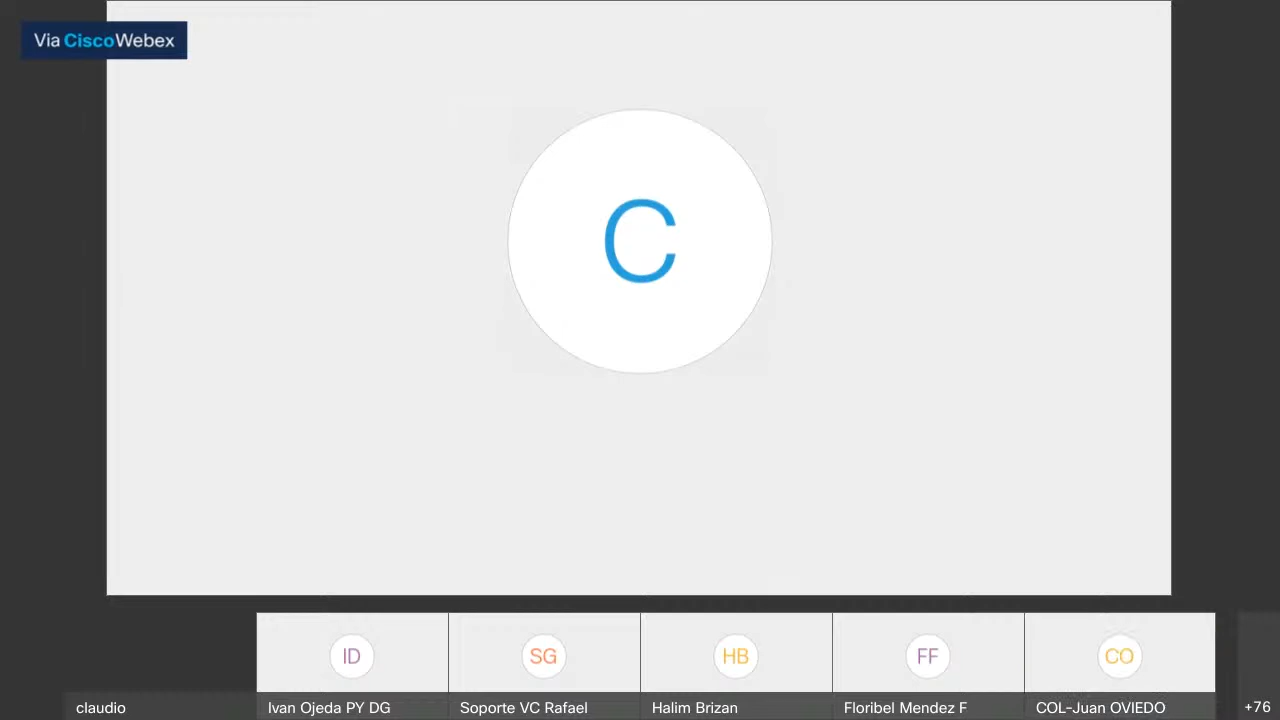 Via CiscoWebex
C
ID
SG
HB
FF
CO
claudio
Ivan Ojeda PY DG
Soporte VC Rafael
Halim Brizan
Floribel Mendez F
COL-Juan OVIEDO
+76